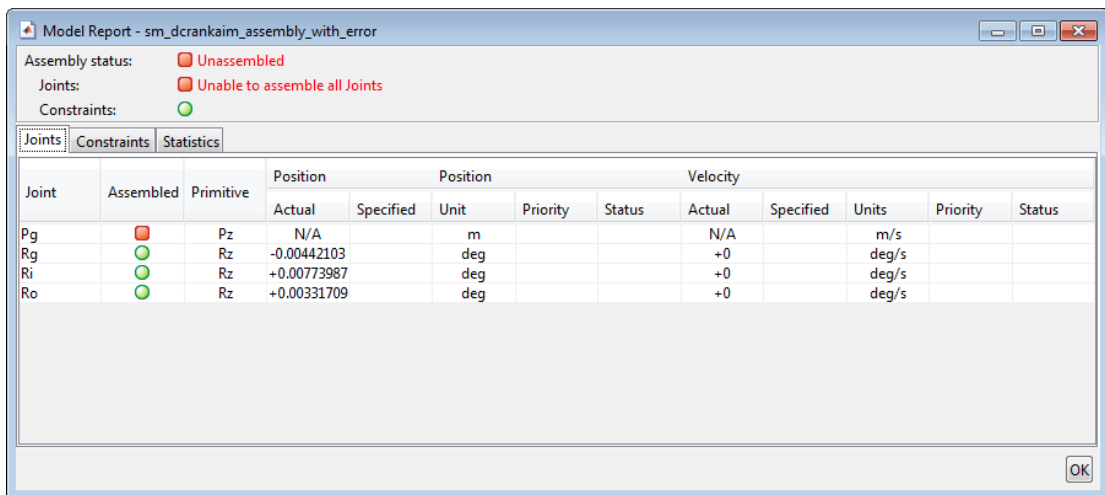 Model Report - sm_dcrankaim_assembly_with_error
Assembly status: Unassembled
Joints: Unable to assemble all Joints
Constraints:
Joints Constraints Statistics
Joint Assembled Primitive Position Position Velocity
Actual Specified Unit Priority Status Actual Specified Units Priority Status
Pg Pz N/A m N/A m/s
Rg Rz -0.00442103 deg +0 deg/s
Ri Rz +0.00773987 deg +0 deg/s
Ro Rz +0.00331709 deg +0 deg/s
OK